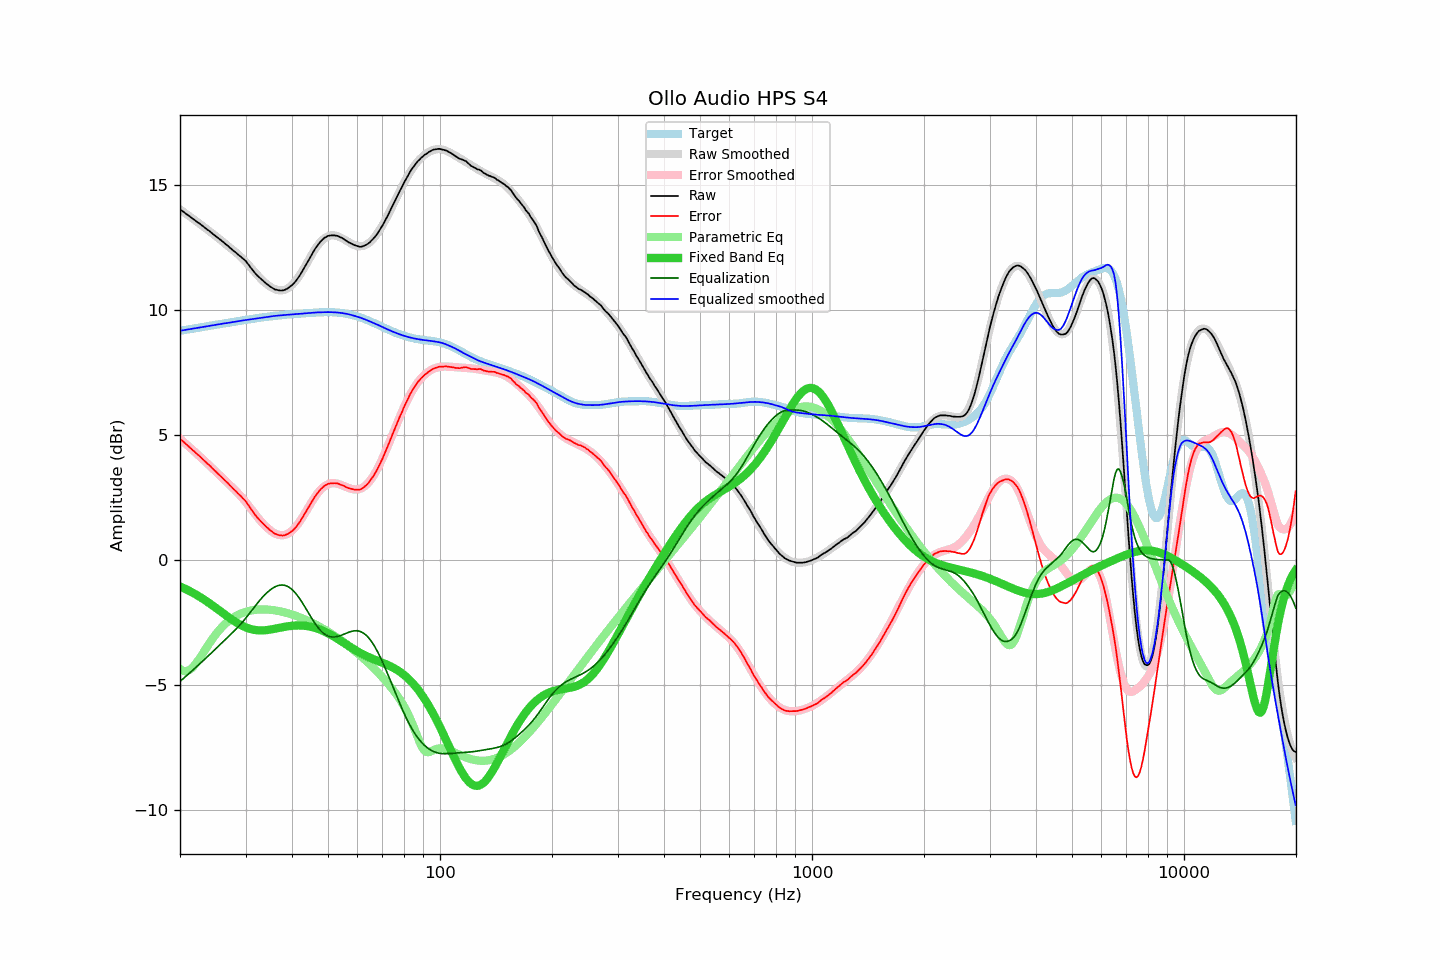 Ollo Audio HPS S4
Target
Raw Smoothed
Error Smoothed
Raw
Error
Parametric Eq
Fixed Band Eq
Equalization
Equalized smoothed
Amplitude (dBr)
15
10
5
0
−5
−10
100
1000
10000
Frequency (Hz)